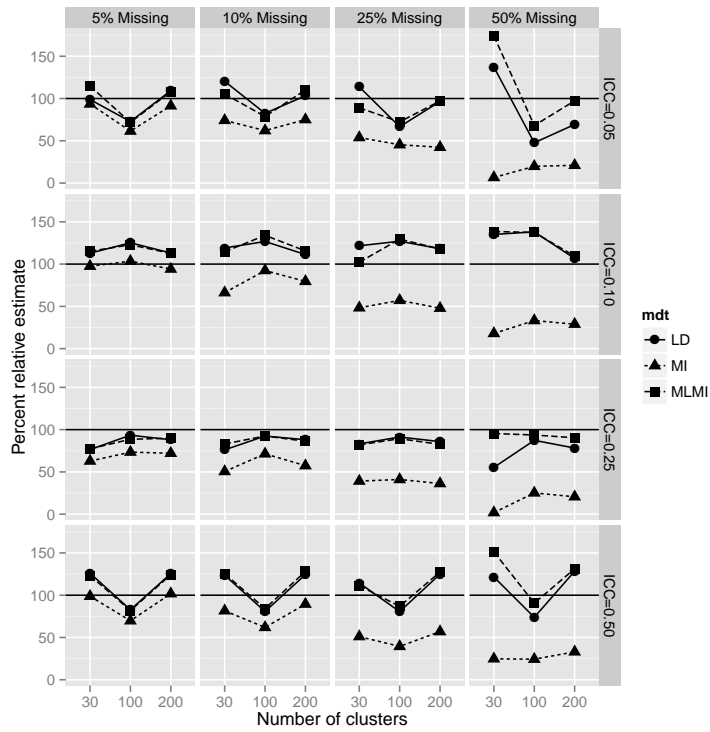 5% Missing 10% Missing 25% Missing 50% Missing
150
100
50
0
ICC=0.05
150
100
50
0
ICC=0.10
150
100
50
0
ICC=0.25
150
100
50
0
ICC=0.50
Percent relative estimate
30 100 200 30 100 200 30 100 200 30 100 200
Number of clusters
mdt
LD
MI
MLMI